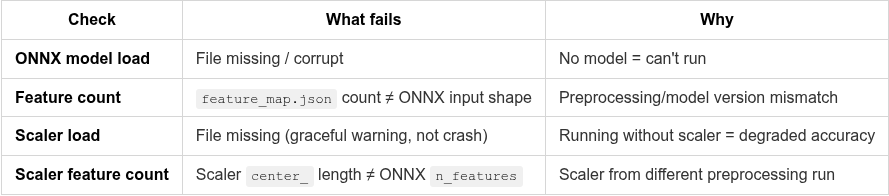 Check What fails Why
ONNX model load File missing / corrupt No model = can't run
Feature count feature_map.json count ≠ ONNX input shape Preprocessing/model version mismatch
Scaler load File missing (graceful warning, not crash) Running without scaler = degraded accuracy
Scaler feature count Scaler center_ length ≠ ONNX n_features Scaler from different preprocessing run